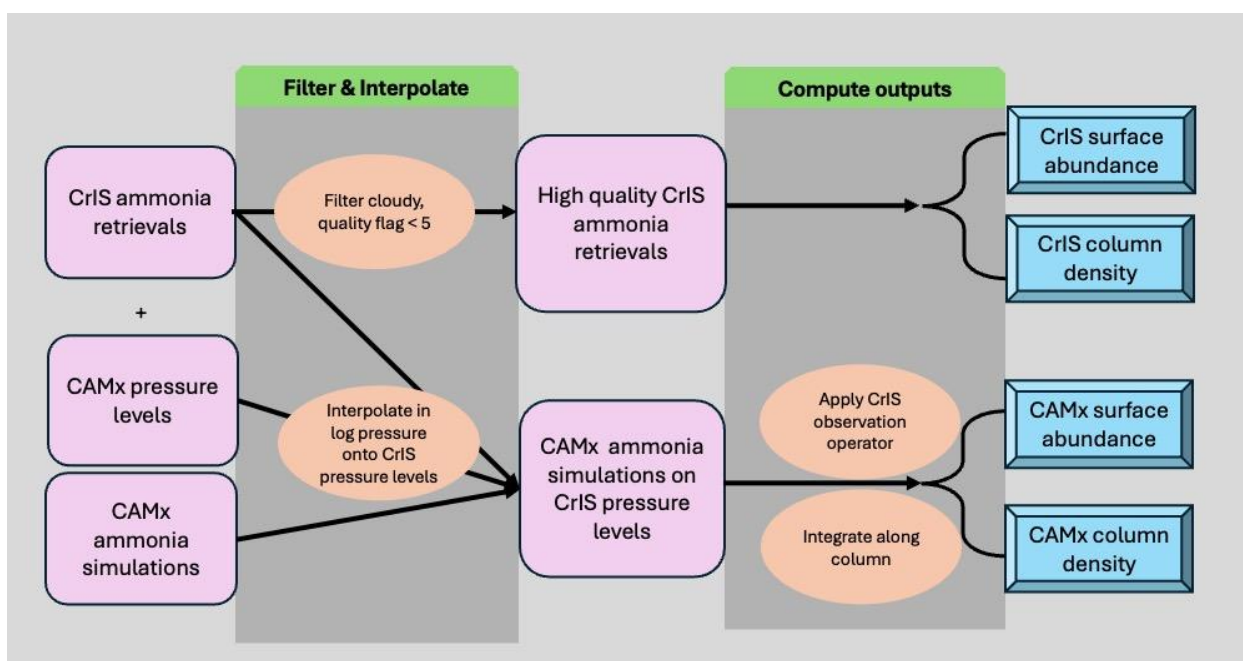 Filter & Interpolate
Compute outputs
CrIS ammonia
retrievals
+
CAMx pressure
levels
CAMx
ammonia
simulations
Filter cloudy,
quality flag < 5
Interpolate in
log pressure
onto CrIS
pressure levels
High quality CrIS
ammonia
retrievals
CAMx  ammonia
simulations on
CrIS pressure
levels
Apply CrIS
observation
operator
Integrate along
column
CrIS surface
abundance
CrIS column
density
CAMx surface
abundance
CAMx column
density